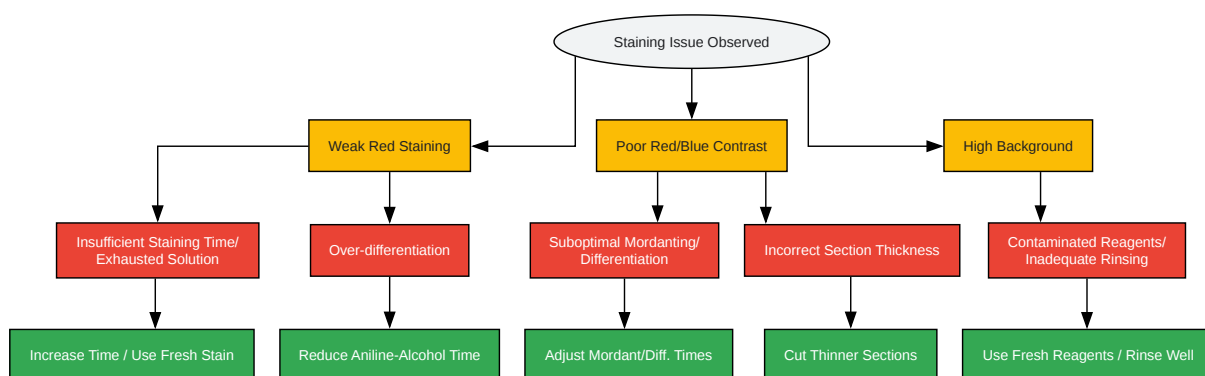 Staining Issue Observed
Weak Red Staining
Poor Red/Blue Contrast
High Background
Insufficient Staining Time/
Exhausted Solution
Over-differentiation
Suboptimal Mordanting/
Differentiation
Incorrect Section Thickness
Contaminated Reagents/
Inadequate Rinsing
Increase Time / Use Fresh Stain
Reduce Aniline-Alcohol Time
Adjust Mordant/Diff. Times
Cut Thinner Sections
Use Fresh Reagents / Rinse Well